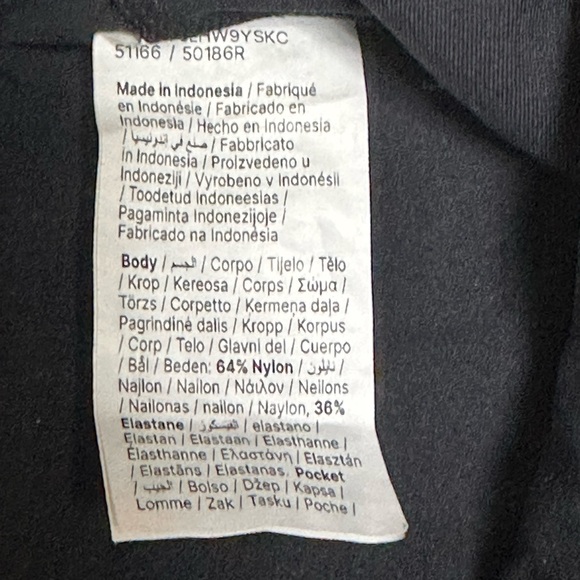 HW9YSKC
51166 / 50186R
Made in Indonesia / Fabriqué
en Indonésie / Fabricado en
Indonesia / Hecho en Indonesia
/ صنع في إندونيسيا / Fabbricato
in Indonesia / Proizvedeno u
Indoneziji / Vyrobeno v Indonésii
/ Toodetud Indoneesias /
Pagaminta Indonezijoje /
Fabricado na Indonésia
Body / الجسم / Corpo / Tijelo / Tělo
/ Krop / Kereosa / Corps / Σώμα /
Törzs / Corpetto / Ķermeņa daļa /
Pagrindinė dalis / Kropp / Korpus
/ Corp / Telo / Glavni del / Cuerpo
/ Bål / Beden: 64% Nylon / نايلون /
Najlon / Nailon / Νάιλον / Neilons
/ Nailonas / nailon / Naylon, 36%
Elastane / / elastano /
Elastan / Elastaan / Elasthanne /
Élasthanne / Ελαστάνη / Elasztán
/ Elastāns / Elastanas. Pocket
/ الجيب / Bolso / Džep / Kapsa /
Lomme / Zak / Tasku / Poche /